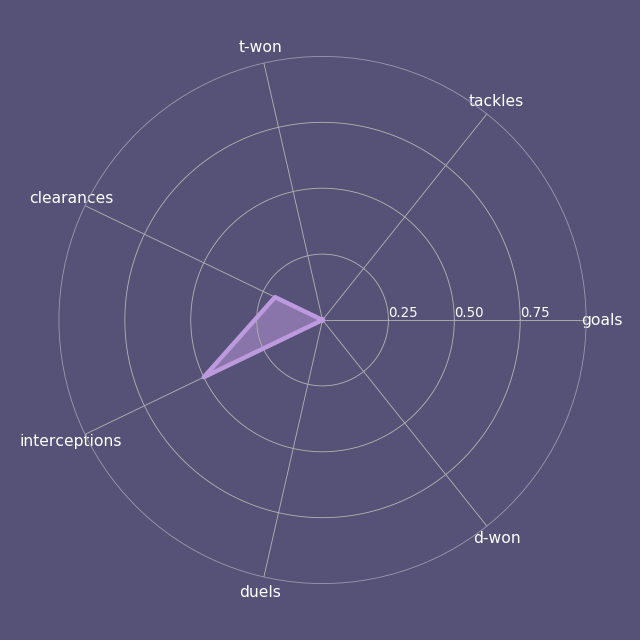 t-won
tackles
clearances
0.25 0.50 0.75
goals
interceptions
d-won
duels